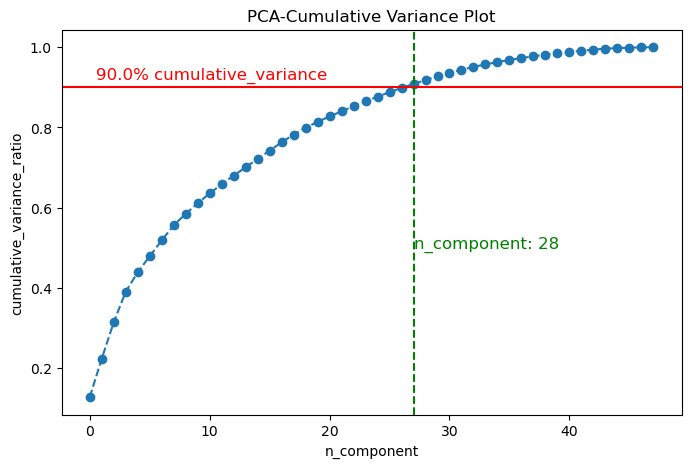 PCA-Cumulative Variance Plot
1.0
90.0% cumulative_variance
0.8
cumulative_variance_ratio
0.6
n_component: 28
0.4
0.2
0 10 20 30 40
n_component